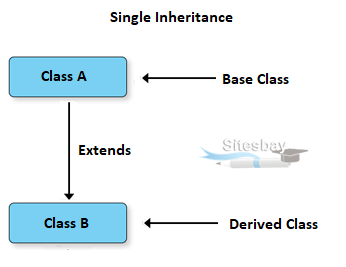 Single Inheritance
Class A
Base Class
Extends
Sitesbay
Class B
Derived Class